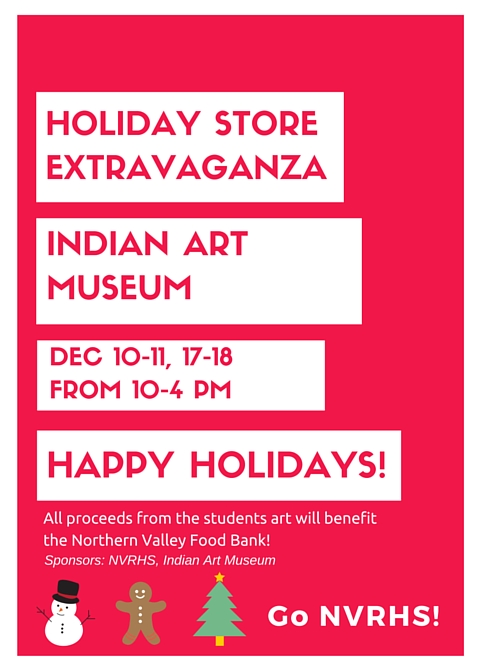 HOLIDAY STORE
EXTRAVAGANZA
INDIAN ART
MUSEUM
DEC 10-11, 17-18
FROM 10-4 PM
HAPPY HOLIDAYS!
All proceeds from the students art will benefit
the Northern Valley Food Bank!
Sponsors: NVRHS, Indian Art Museum
Go NVRHS!